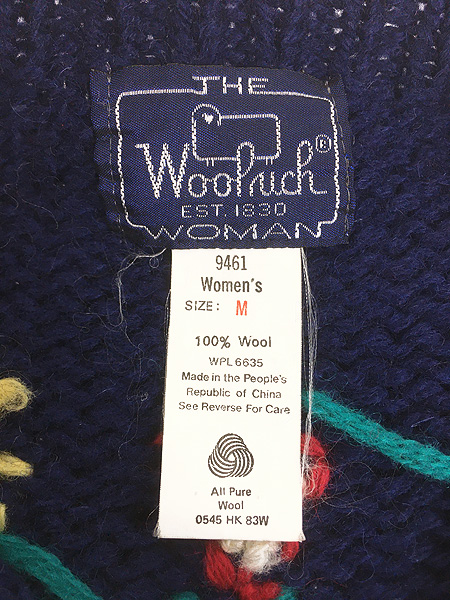 THE
Woolrich®
EST. 1830
WOMAN
9461
Women's
SIZE: M
100% Wool
WPL 6635
Made in the People's
Republic of China
See Reverse For Care
All Pure
Wool
0545 HK 83W